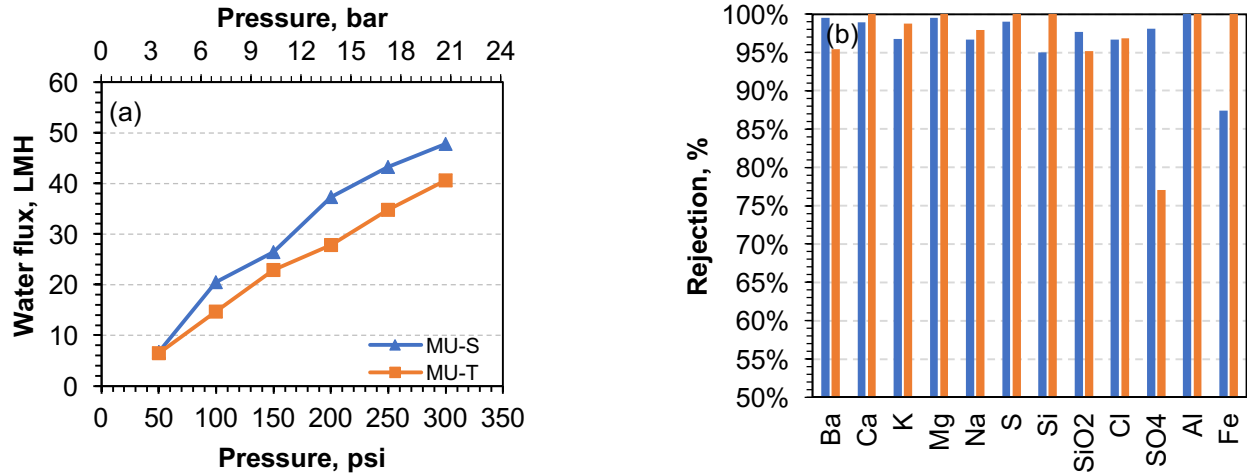 Pressure, bar
0 3 6 9 12 15 18 21 24
(a)
60
50
40
30
20
10
0
Water flux, LMH
MU-S
MU-T
0 50 100 150 200 250 300 350
Pressure, psi
(b)
100%
95%
90%
85%
80%
75%
70%
65%
60%
55%
50%
Rejection, %
Ba
Ca
K
Mg
Na
S
Si
SiO2
Cl
SO4
Al
Fe